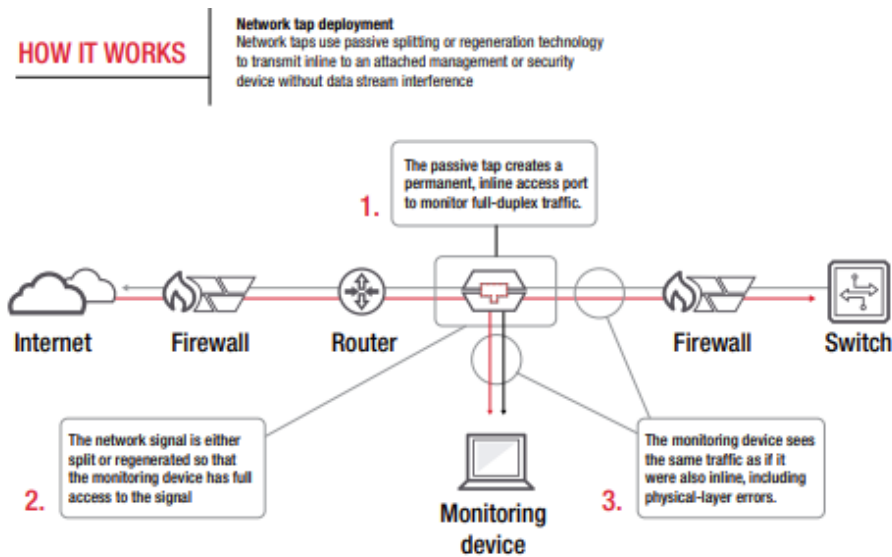 HOW IT WORKS
Network tap deployment
Network taps use passive splitting or regeneration technology
to transmit inline to an attached management or security
device without data stream interference
1.
The passive tap creates a
permanent, inline access port
to monitor full-duplex traffic.
Internet
Firewall
Router
Firewall
Switch
2.
The network signal is either
split or regenerated so that
the monitoring device has full
access to the signal
Monitoring
device
3.
The monitoring device sees
the same traffic as if it
were also inline, including
physical-layer errors.